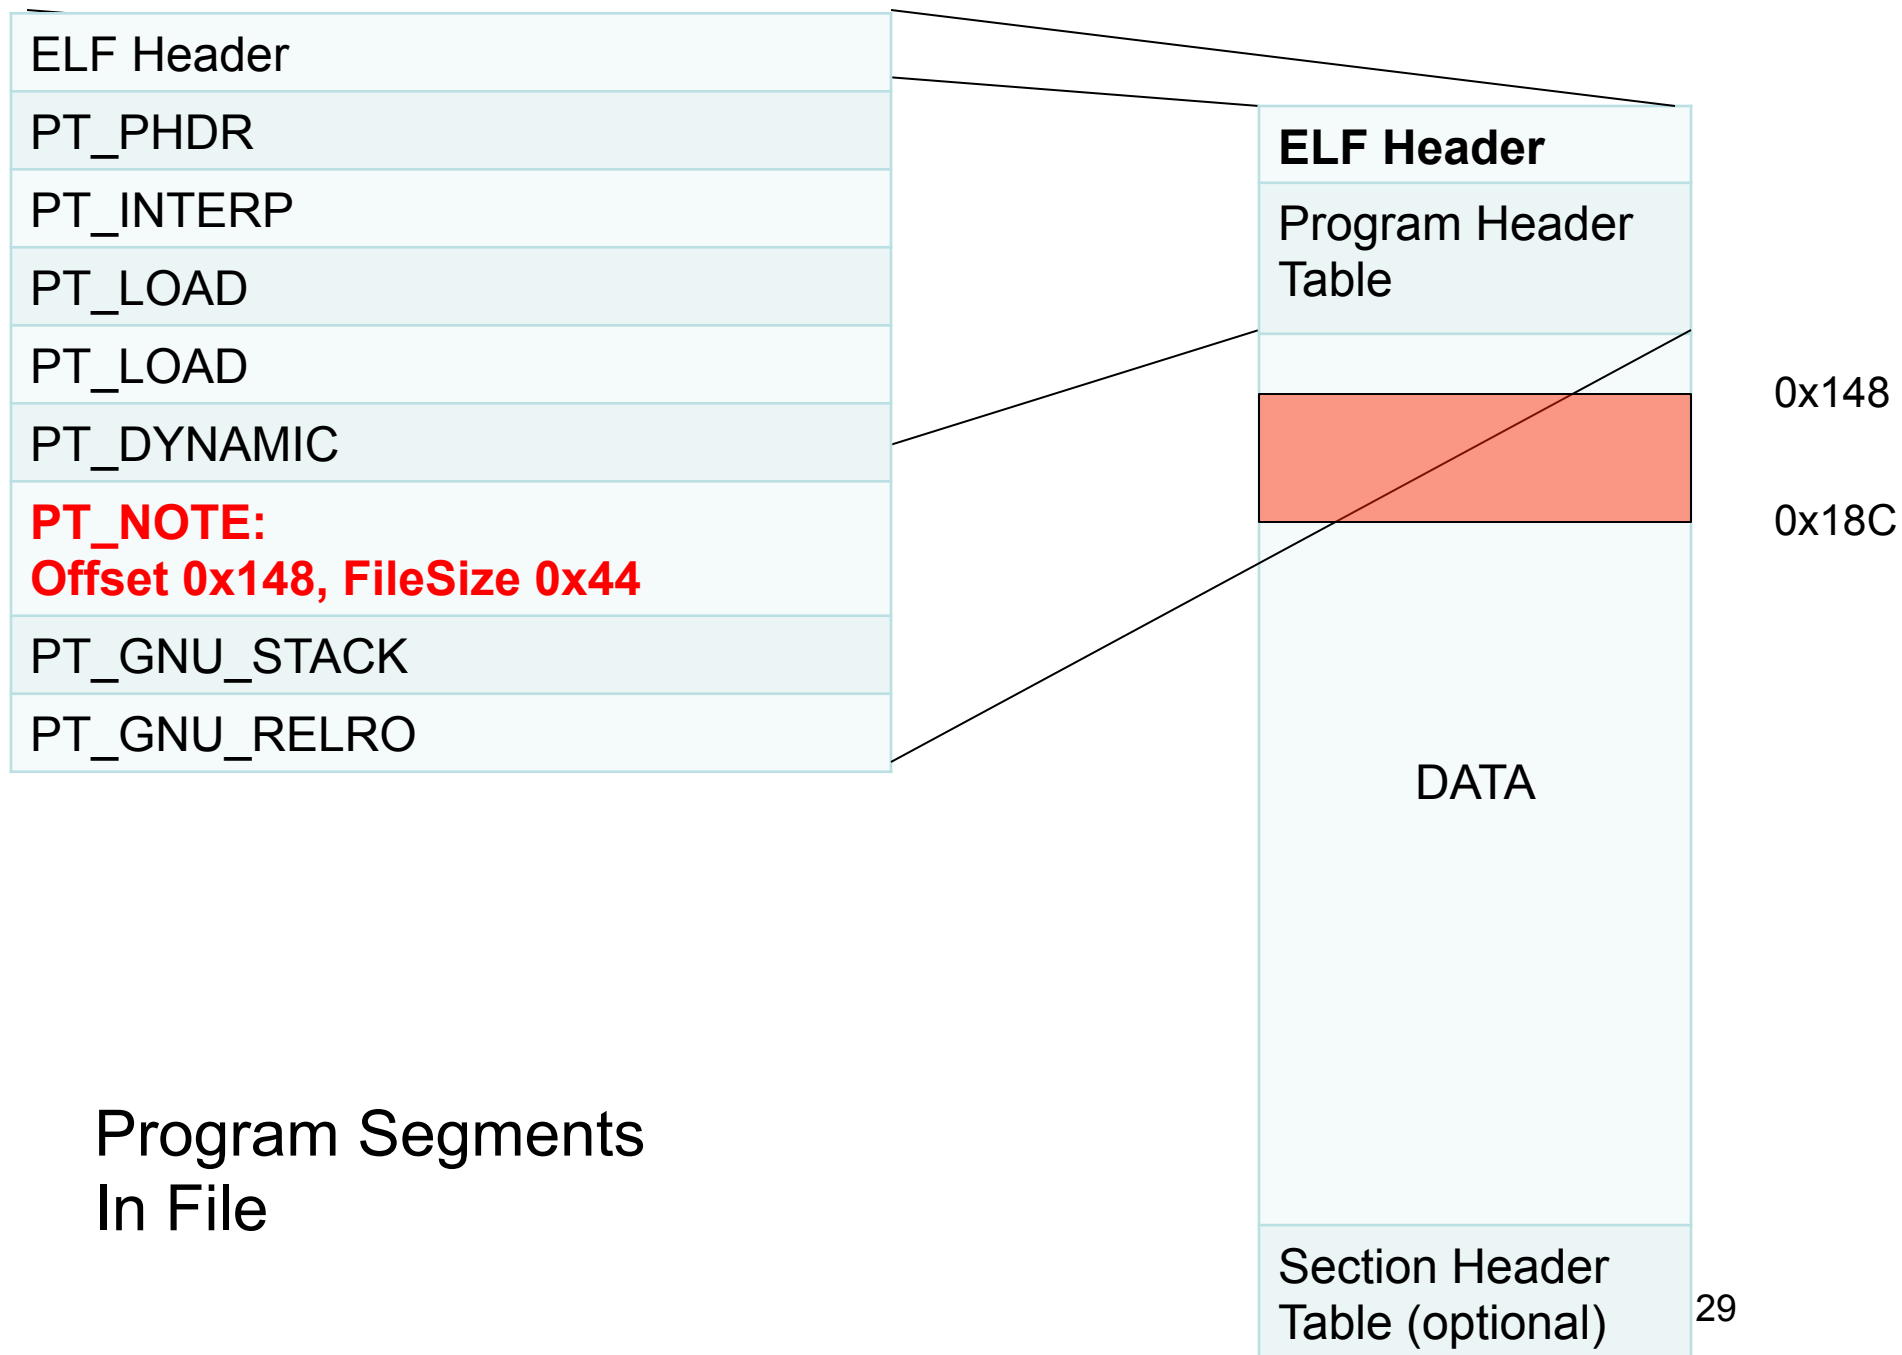 ELF Header
PT_PHDR
PT_INTERP
PT_LOAD
PT_LOAD
PT_DYNAMIC
PT_NOTE:
Offset 0x148, FileSize 0x44
PT_GNU_STACK
PT_GNU_RELRO
Program Segments
In File
ELF Header
Program Header
Table
0x148
0x18C
DATA
Section Header
Table (optional)
29